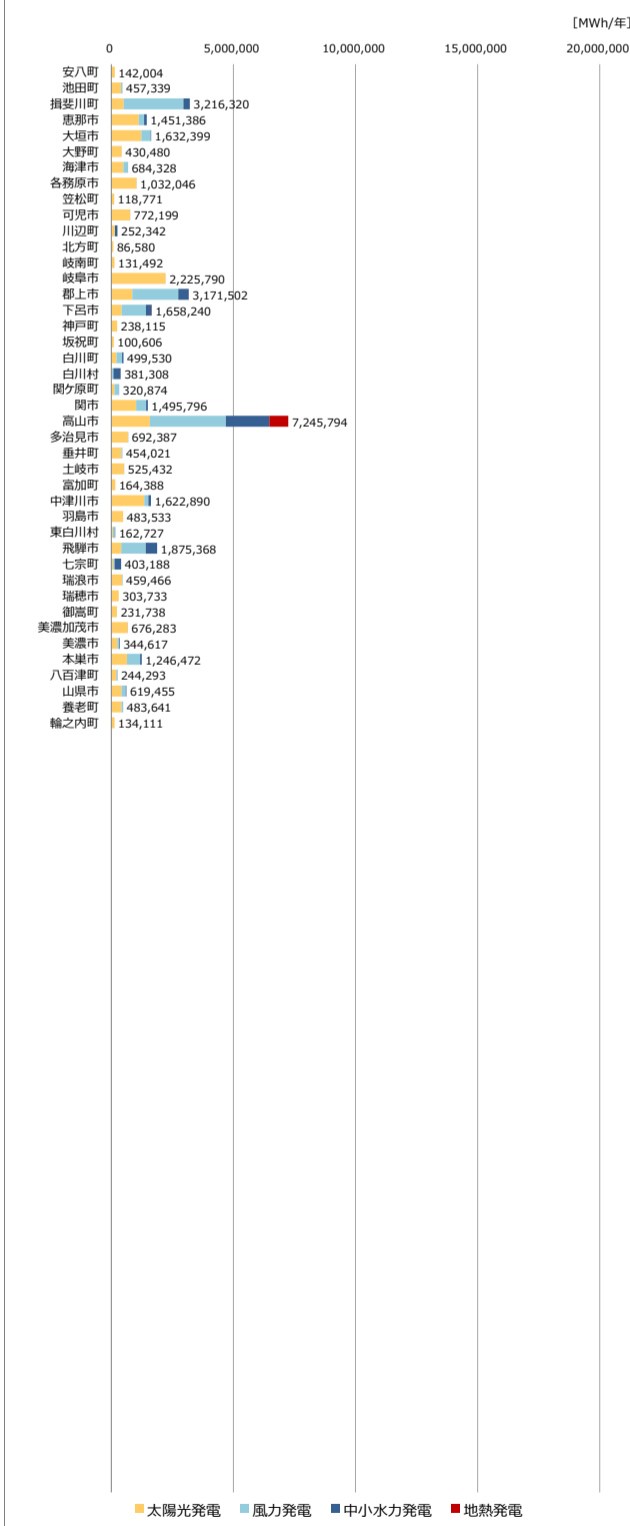 [MWh/年]
0 5,000,000 10,000,000 15,000,000 20,000,000
安八町 142,004
池田町 457,339
揖斐川町 3,216,320
恵那市 1,451,386
大垣市 1,632,399
大野町 430,480
海津市 684,328
各務原市 1,032,046
笠松町 118,771
可児市 772,199
川辺町 252,342
北方町 86,580
岐南町 131,492
岐阜市 2,225,790
郡上市 3,171,502
下呂市 1,658,240
神戸町 238,115
坂祝町 100,606
白川町 499,530
白川村 381,308
関ケ原町 320,874
関市 1,495,796
高山市 7,245,794
多治見市 692,387
垂井町 454,021
土岐市 525,432
富加町 164,388
中津川市 1,622,890
羽島市 483,533
東白川村 162,727
飛騨市 1,875,368
七宗町 403,188
瑞浪市 459,466
瑞穂市 303,733
御嵩町 231,738
美濃加茂市 676,283
美濃市 344,617
本巣市 1,246,472
八百津町 244,293
山県市 619,455
養老町 483,641
輪之内町 134,111
太陽光発電 風力発電 中小水力発電 地熱発電